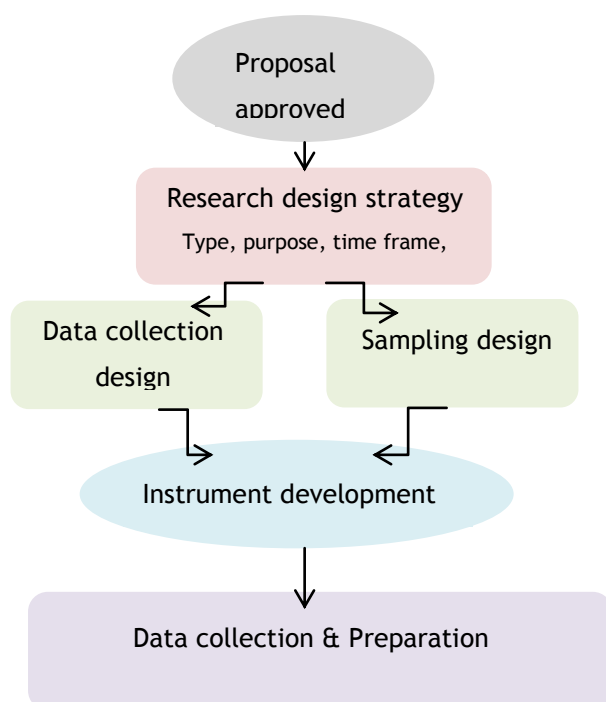 Proposal
approved
Research design strategy
Type, purpose, time frame,
Data collection
design
Sampling design
Instrument development
Data collection & Preparation